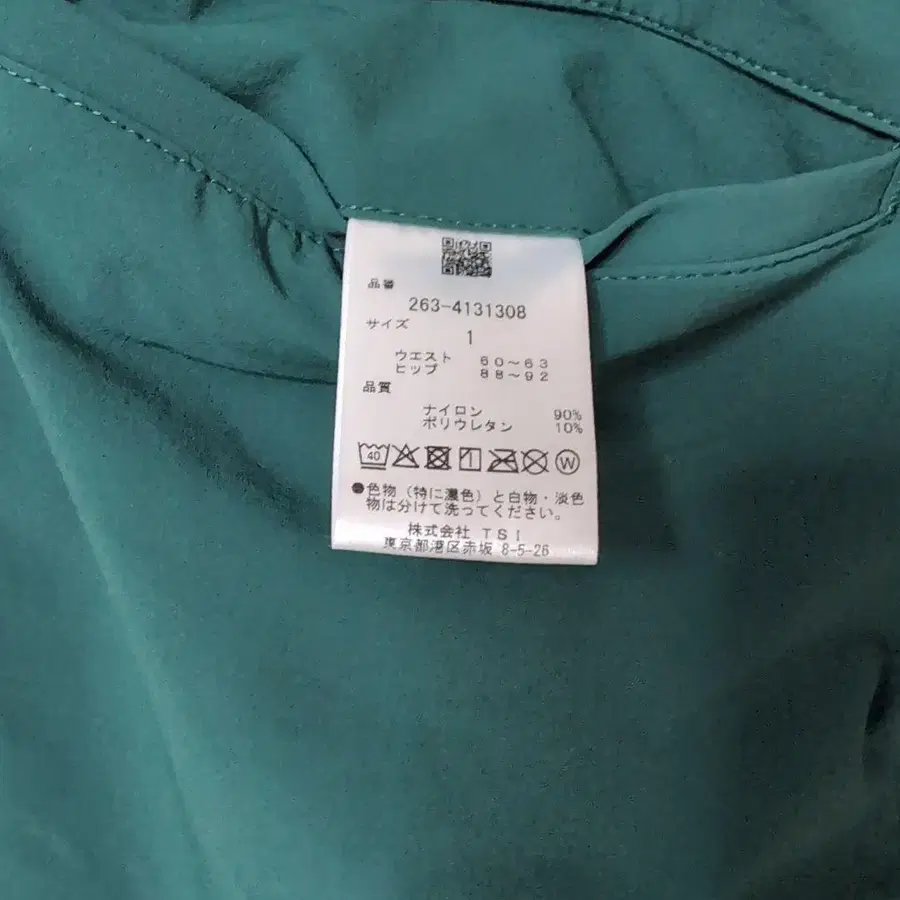 品番
263-4131308
サイズ
1
ウエスト 60～63
ヒップ 88～92
品質
ナイロン 90%
ポリウレタン 10%
40 W
●色物（特に濃色）と白物・淡色
物は分けて洗ってください。
株式会社 TSI
東京都港区赤坂 8-5-26